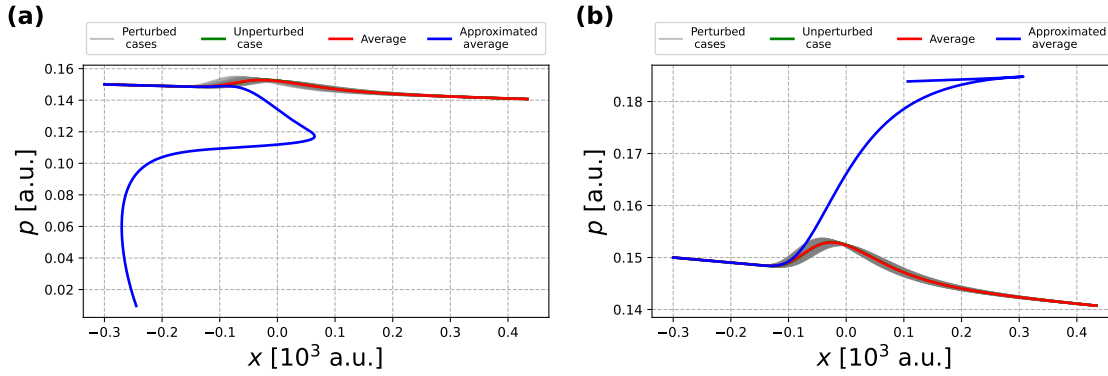 (a)
Perturbed cases
Unperturbed case
Average
Approximated average
0.16
0.14
0.12
0.10
0.08
0.06
0.04
0.02
p [a.u.]
−0.3 −0.2 −0.1 0.0 0.1 0.2 0.3 0.4
x [10³ a.u.]
(b)
Perturbed cases
Unperturbed case
Average
Approximated average
0.18
0.17
0.16
0.15
0.14
p [a.u.]
−0.3 −0.2 −0.1 0.0 0.1 0.2 0.3 0.4
x [10³ a.u.]